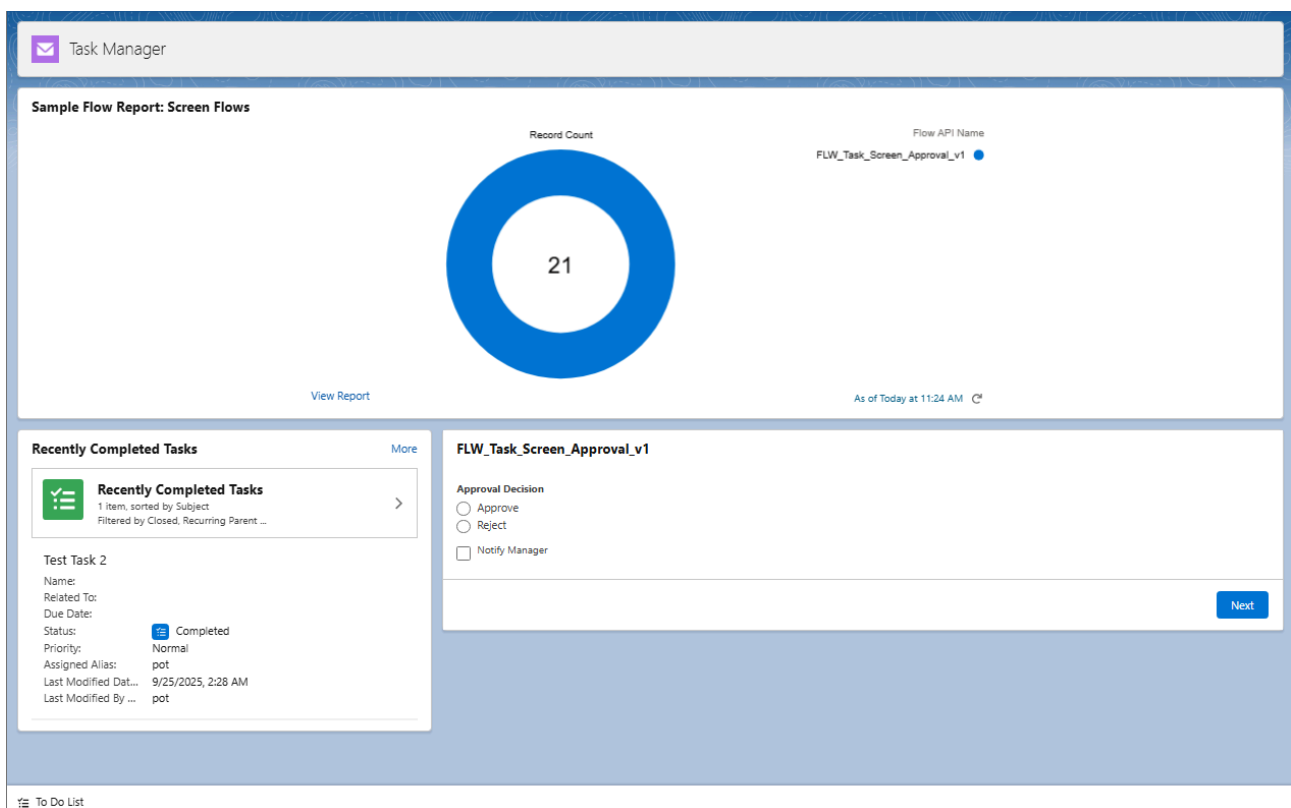 Task Manager
Sample Flow Report: Screen Flows
Record Count
Flow API Name
FLW_Task_Screen_Approval_v1
21
View Report
As of Today at 11:24 AM
Recently Completed Tasks
More
Recently Completed Tasks
1 item, sorted by Subject
Filtered by Closed, Recurring Parent ...
Test Task 2
Name:
Related To:
Due Date:
Status: Completed
Priority: Normal
Assigned Alias: pot
Last Modified Dat... 9/25/2025, 2:28 AM
Last Modified By ... pot
FLW_Task_Screen_Approval_v1
Approval Decision
Approve
Reject
Notify Manager
Next
To Do List